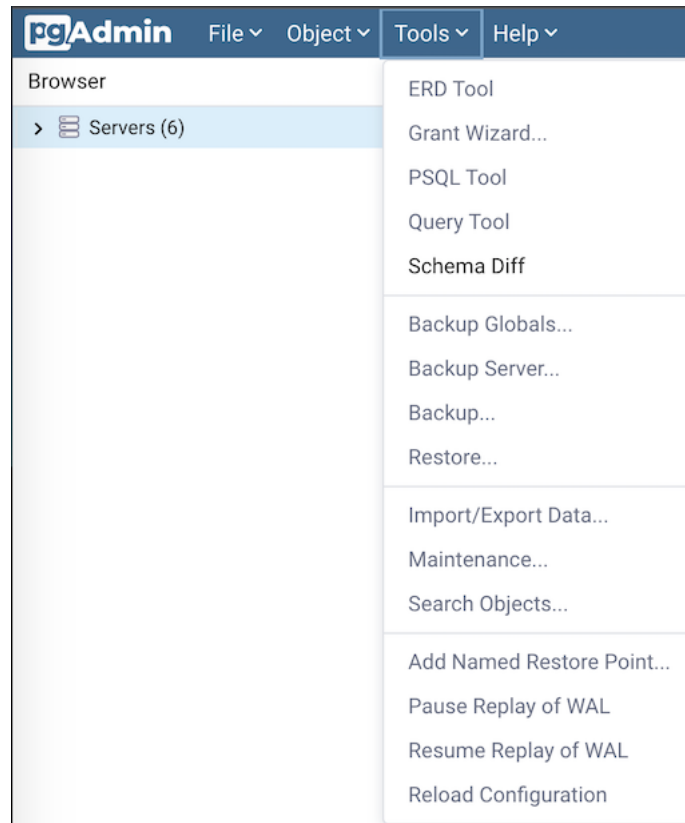 pgAdmin File Object Tools Help
Browser
Servers (6)
ERD Tool
Grant Wizard...
PSQL Tool
Query Tool
Schema Diff
Backup Globals...
Backup Server...
Backup...
Restore...
Import/Export Data...
Maintenance...
Search Objects...
Add Named Restore Point...
Pause Replay of WAL
Resume Replay of WAL
Reload Configuration